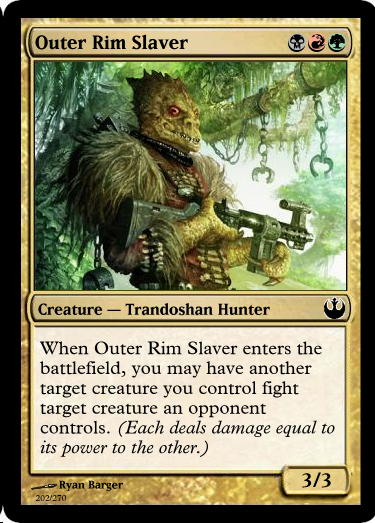 Outer Rim Slaver
Creature — Trandoshan Hunter
When Outer Rim Slaver enters the
battlefield, you may have another
target creature you control fight
target creature an opponent
controls. (Each deals damage equal to
its power to the other.)
Ryan Barger
3/3
202/270